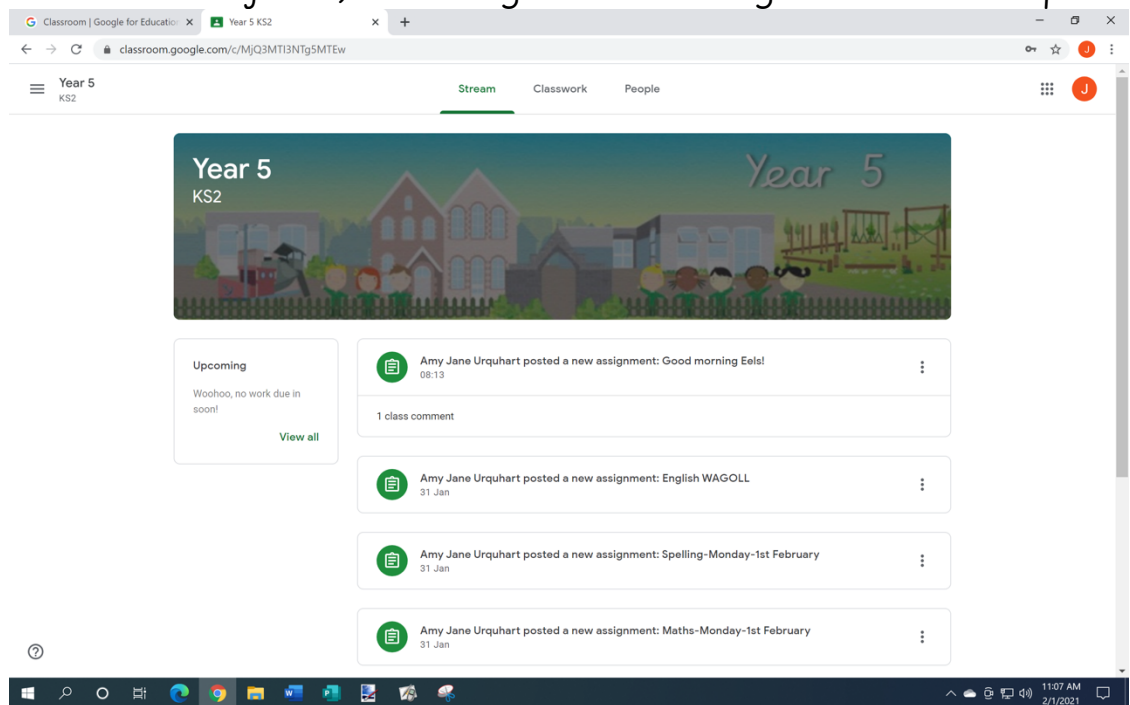 Classroom | Google for Education
Year 5 KS2
classroom.google.com/c/MjQ3MTI3NTg5MTEw
Year 5
KS2
Stream Classwork People
J
J
Year 5
KS2
Year 5
Upcoming
Woohoo, no work due in
soon!
View all
Amy Jane Urquhart posted a new assignment: Good morning Eels!
08:13
1 class comment
Amy Jane Urquhart posted a new assignment: English WAGOLL
31 Jan
Amy Jane Urquhart posted a new assignment: Spelling-Monday-1st February
31 Jan
Amy Jane Urquhart posted a new assignment: Maths-Monday-1st February
31 Jan
11:07 AM
2/1/2021